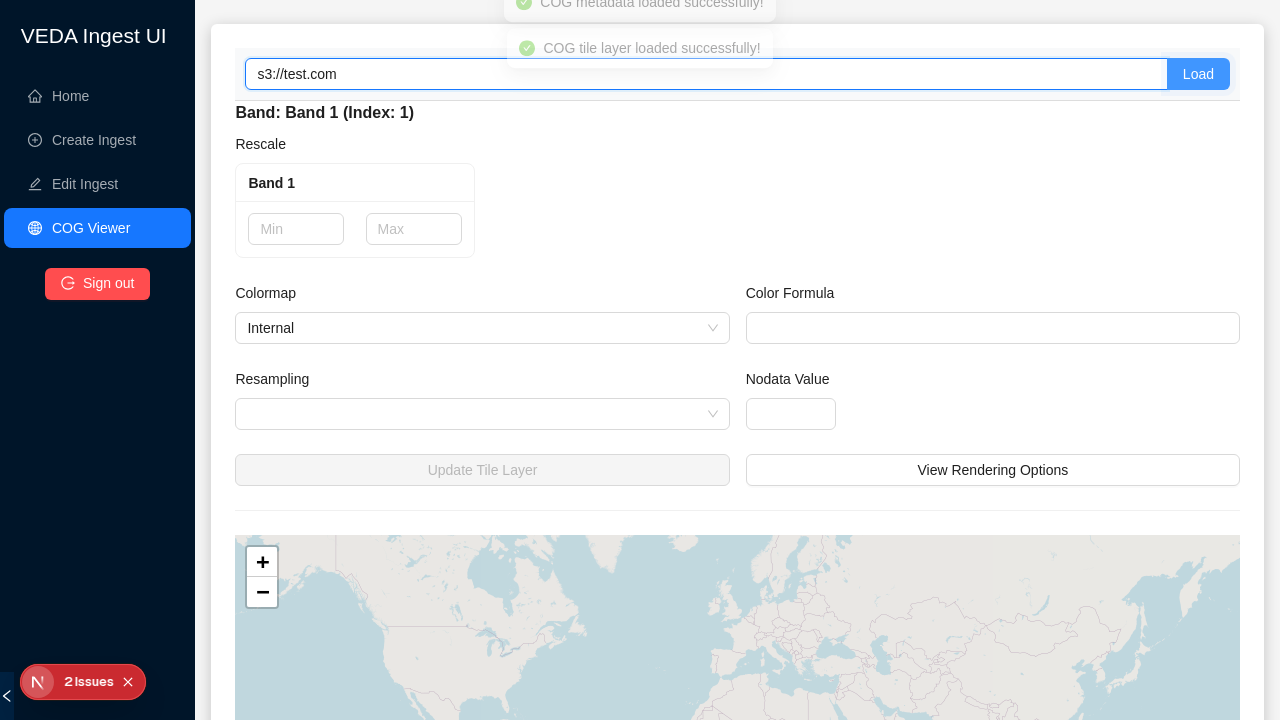 VEDA Ingest UI
Home
Create Ingest
Edit Ingest
COG Viewer
Sign out
2 Issues
COG metadata loaded successfully!
COG tile layer loaded successfully!
s3://test.com
Load
Band: Band 1 (Index: 1)
Rescale
Band 1
Min
Max
Colormap
Color Formula
Internal
Resampling
Nodata Value
Update Tile Layer
View Rendering Options
+
−